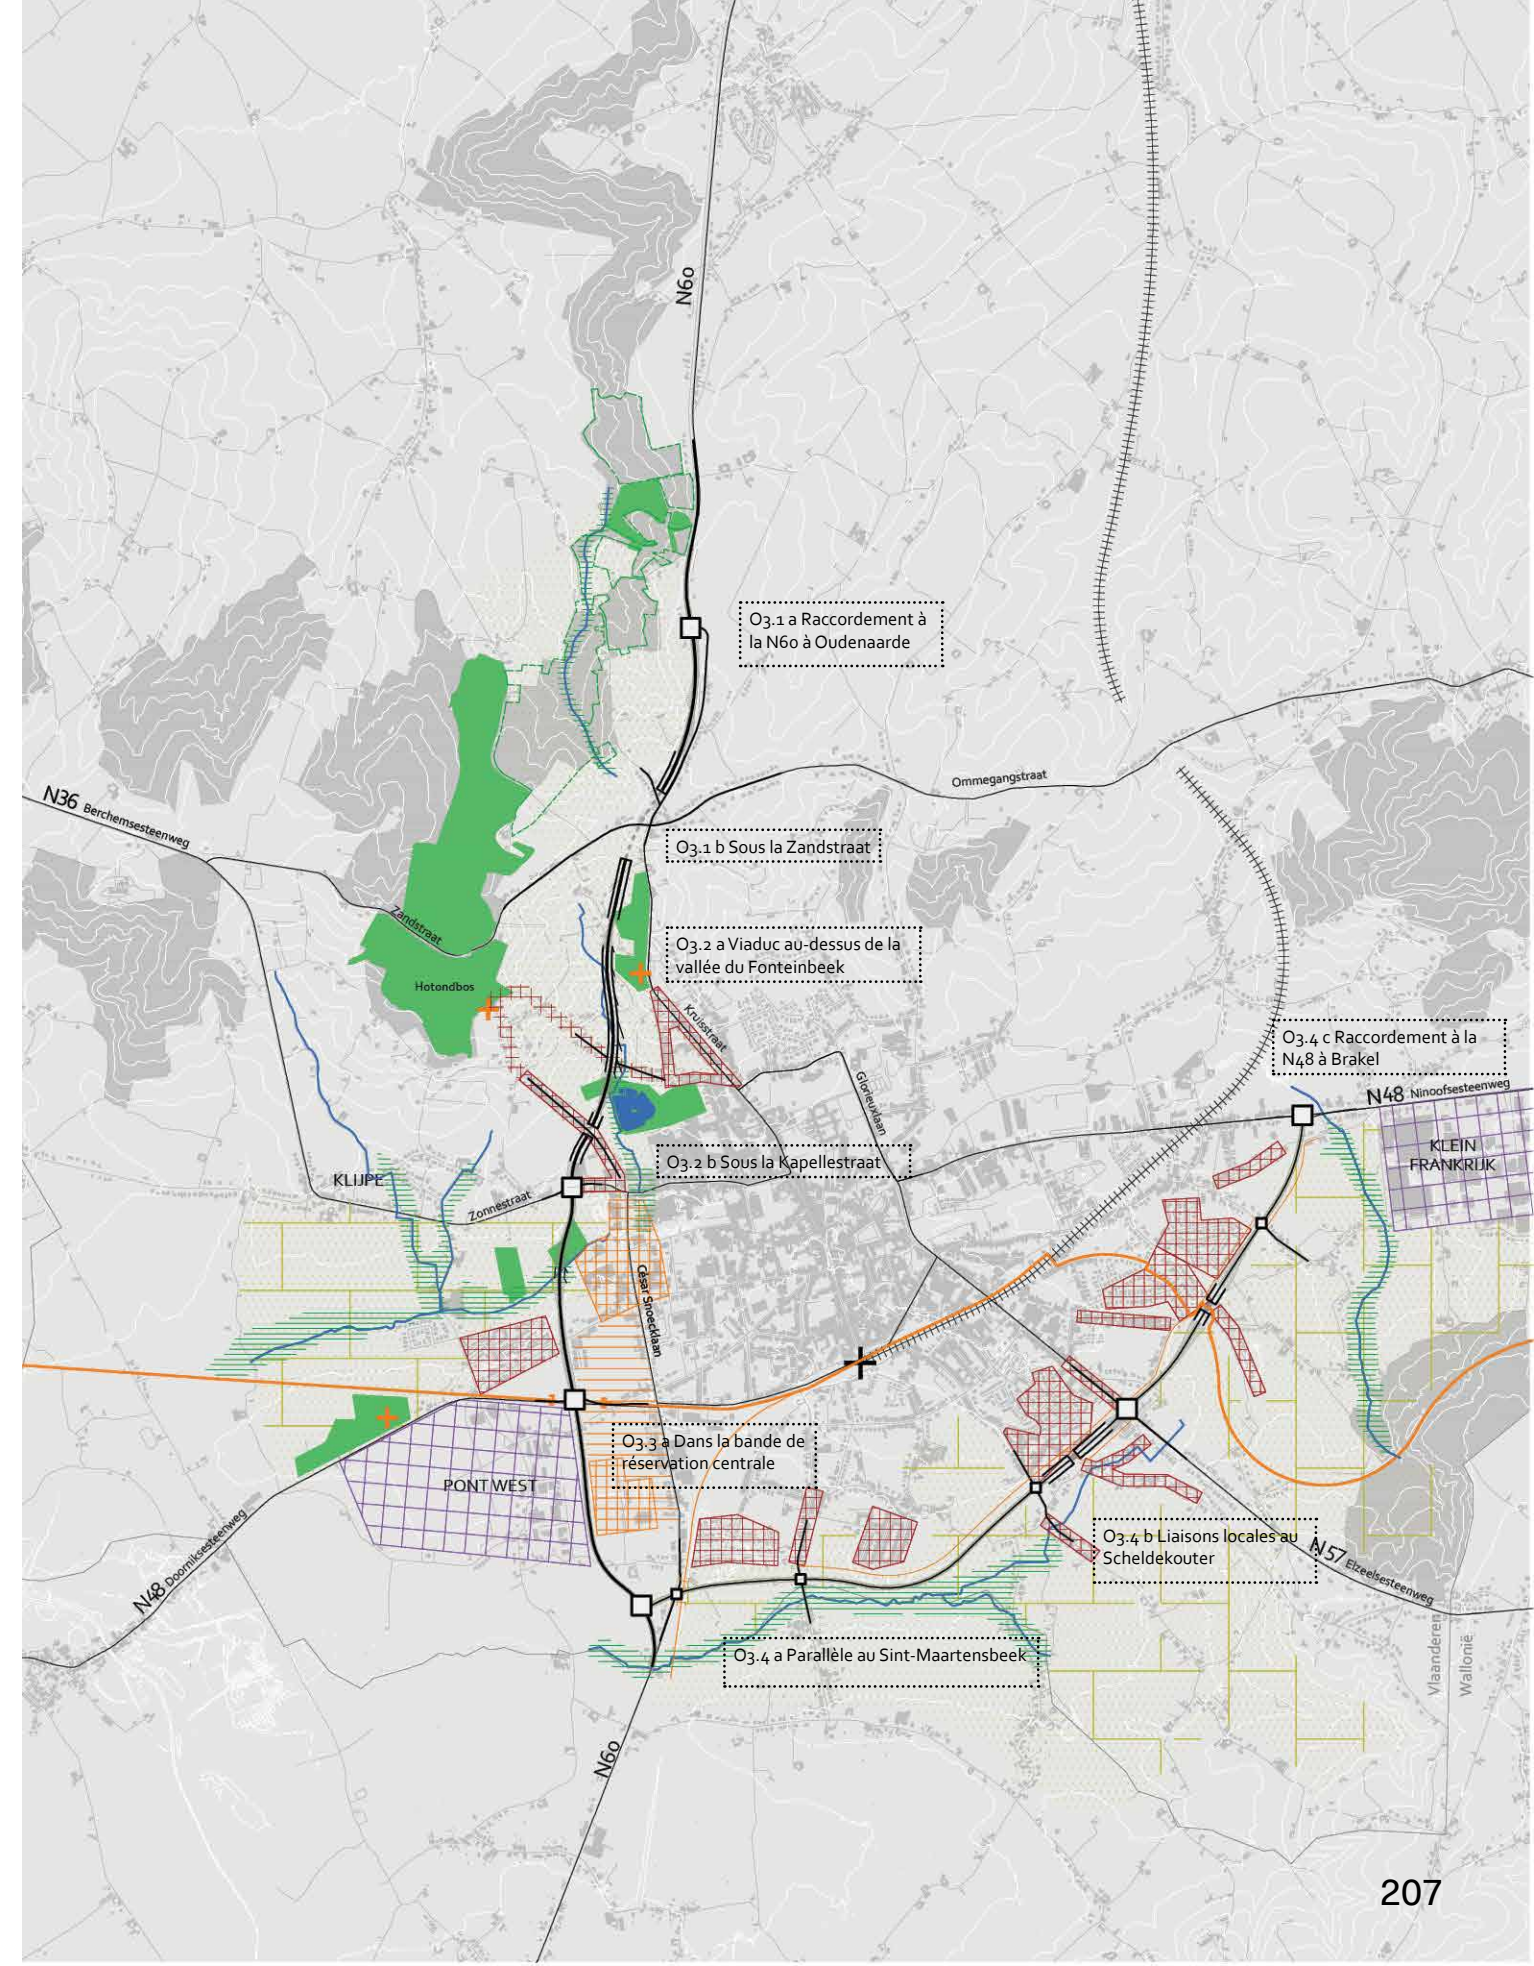 N60
O3.1 a Raccordement à
la N60 à Oudenaarde
Ommegangstraat
N36 Berchemsesteenweg
O3.1 b Sous la Zandstraat
Zandstraat
O3.2 a Viaduc au-dessus de la
vallée du Fonteinbeek
Hotondbos
Kruisstraat
O3.4 c Raccordement à la
N48 à Brakel
Glorieuxlaan
N48 Ninoofsesteenweg
KLEIN
FRANKRIJK
O3.2 b Sous la Kapellestraat
KLIJPE
Zonnestraat
César Snoecklaan
O3.3 a Dans la bande de
réservation centrale
PONT WEST
N48 Doorniksesteenweg
O3.4 b Liaisons locales au
Scheldekouter
N57 Elzeelsesteenweg
O3.4 a Parallèle au Sint-Maartensbeek
Vlaanderen
Wallonië
N60
207